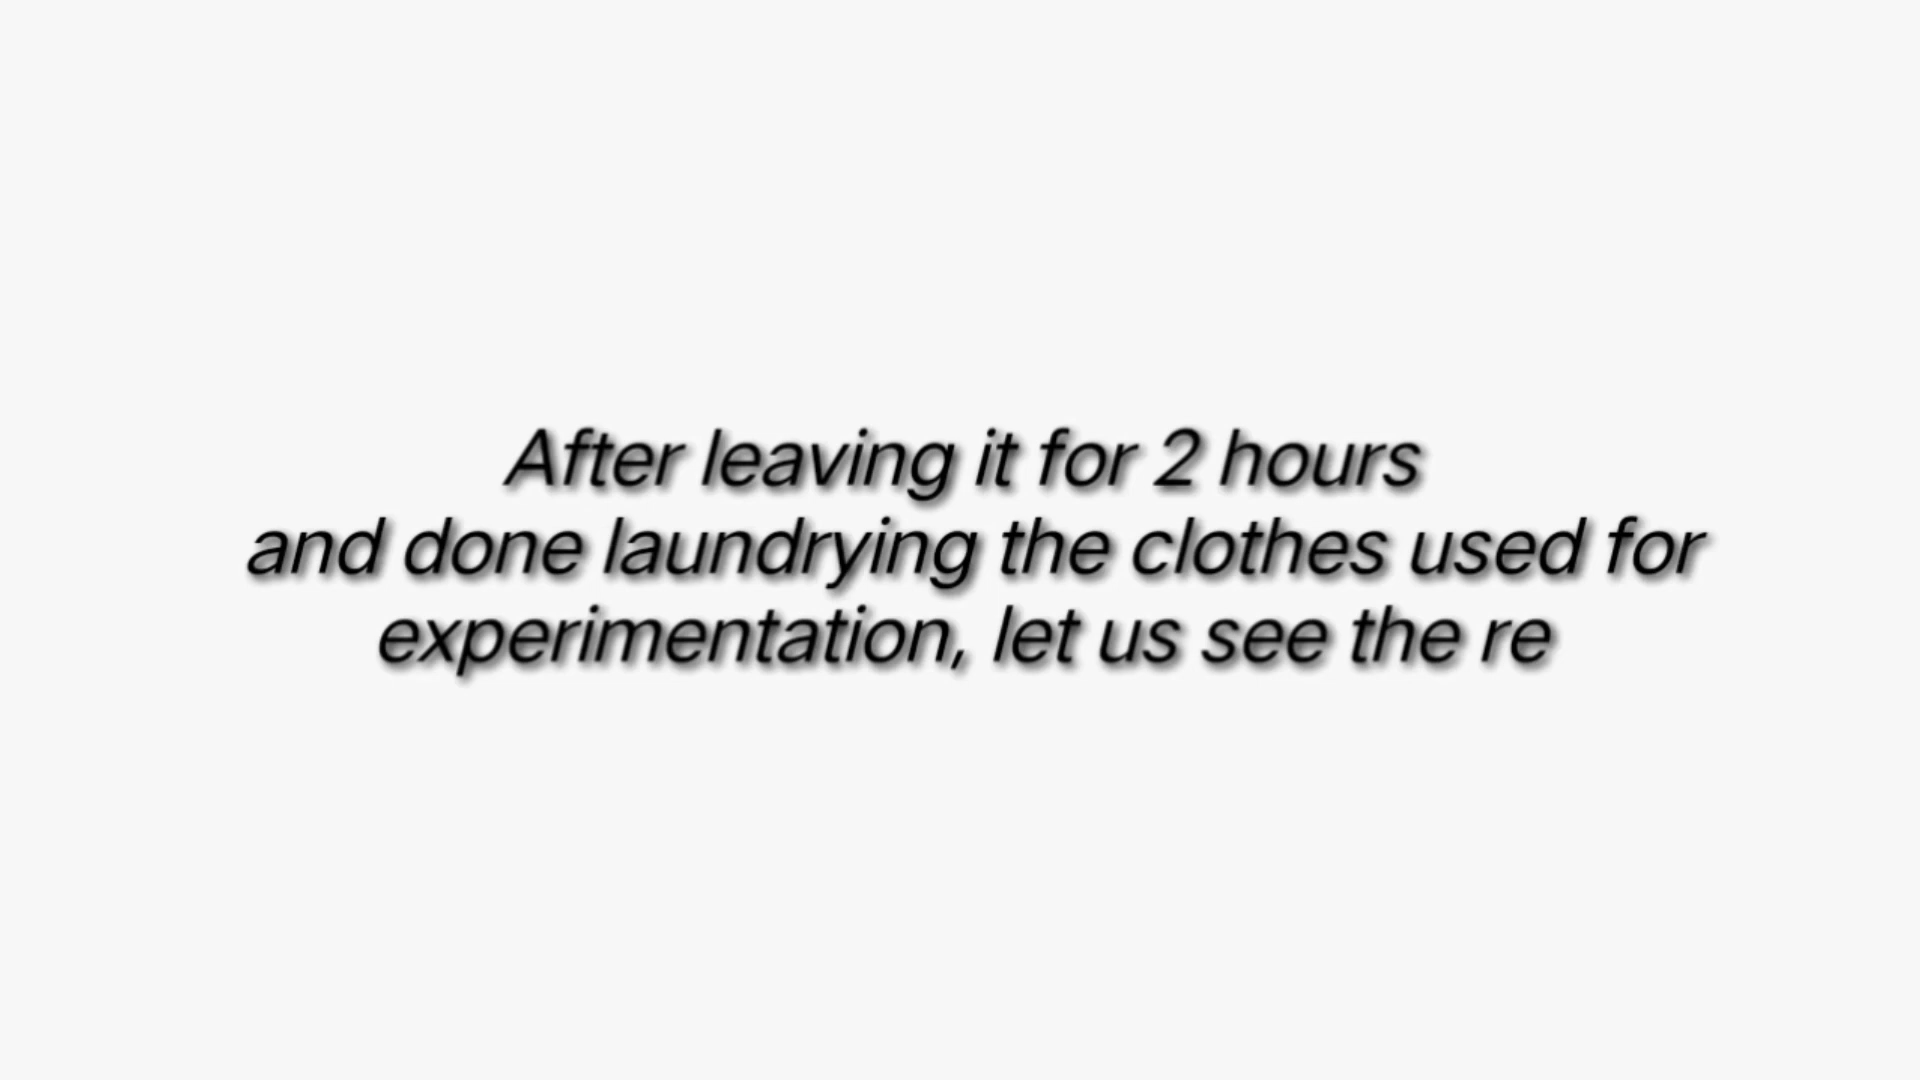 After leaving it for 2 hours
and done laundrying the clothes used for
experimentation, let us see the re